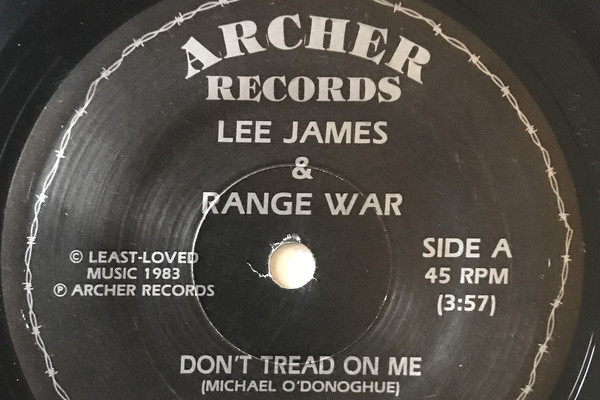 ARCHER
RECORDS
LEE JAMES
&
RANGE WAR
© LEAST-LOVED
MUSIC 1983
℗ ARCHER RECORDS
SIDE A
45 RPM
(3:57)
DON'T TREAD ON ME
(MICHAEL O'DONOGHUE)